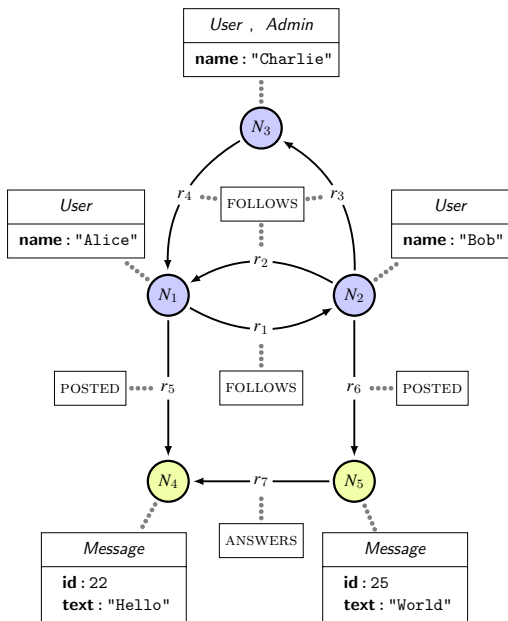 User , Admin
name : "Charlie"
N3
r4
FOLLOWS
r3
User
name : "Alice"
User
name : "Bob"
r2
N1
N2
r1
POSTED
r5
FOLLOWS
r6
POSTED
N4
r7
N5
Message
id : 22
text : "Hello"
ANSWERS
Message
id : 25
text : "World"